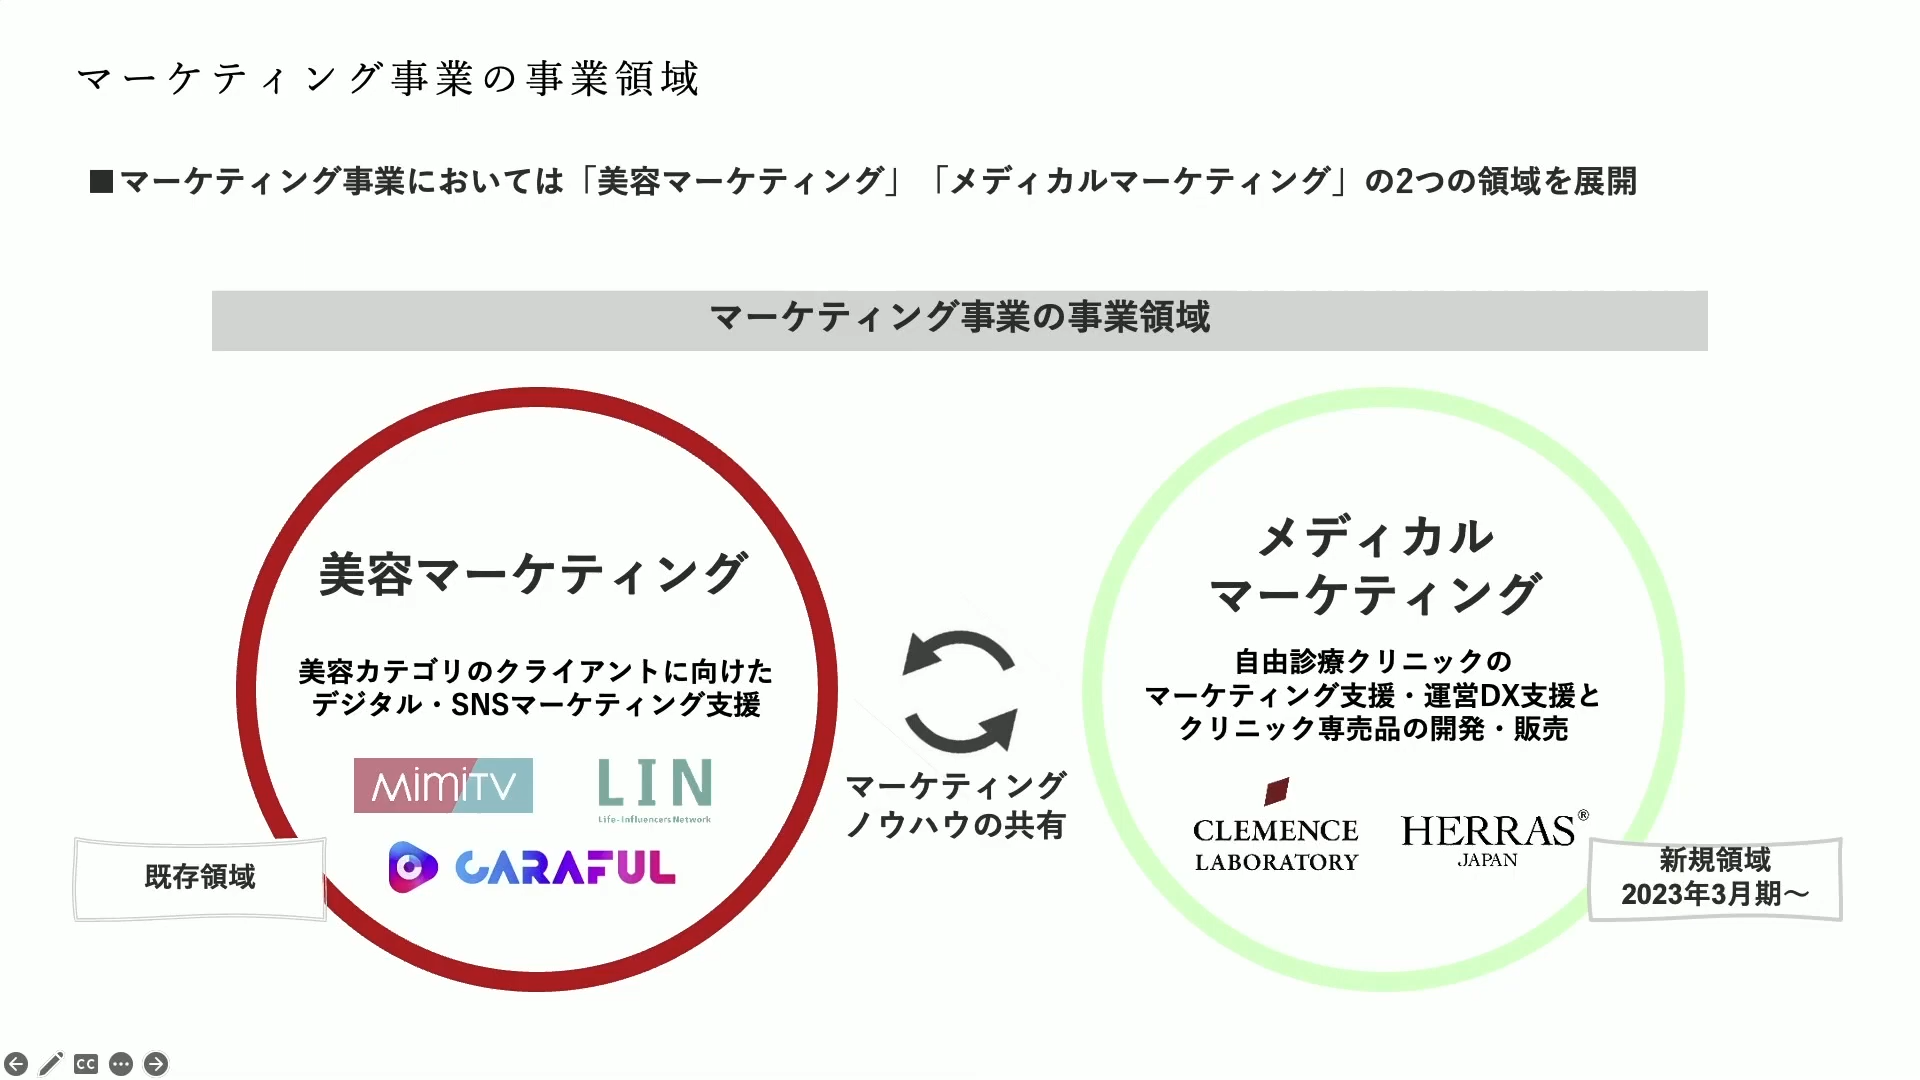 マーケティング事業の事業領域
■マーケティング事業においては「美容マーケティング」「メディカルマーケティング」の2つの領域を展開
マーケティング事業の事業領域
美容マーケティング
美容カテゴリのクライアントに向けた
デジタル・SNSマーケティング支援
MimiTV
LIN
Life-Influencers Network
CARAFUL
既存領域
マーケティング
ノウハウの共有
メディカル
マーケティング
自由診療クリニックの
マーケティング支援・運営DX支援と
クリニック専売品の開発・販売
CLEMENCE
LABORATORY
HERRAS®
JAPAN
新規領域
2023年3月期～
CC